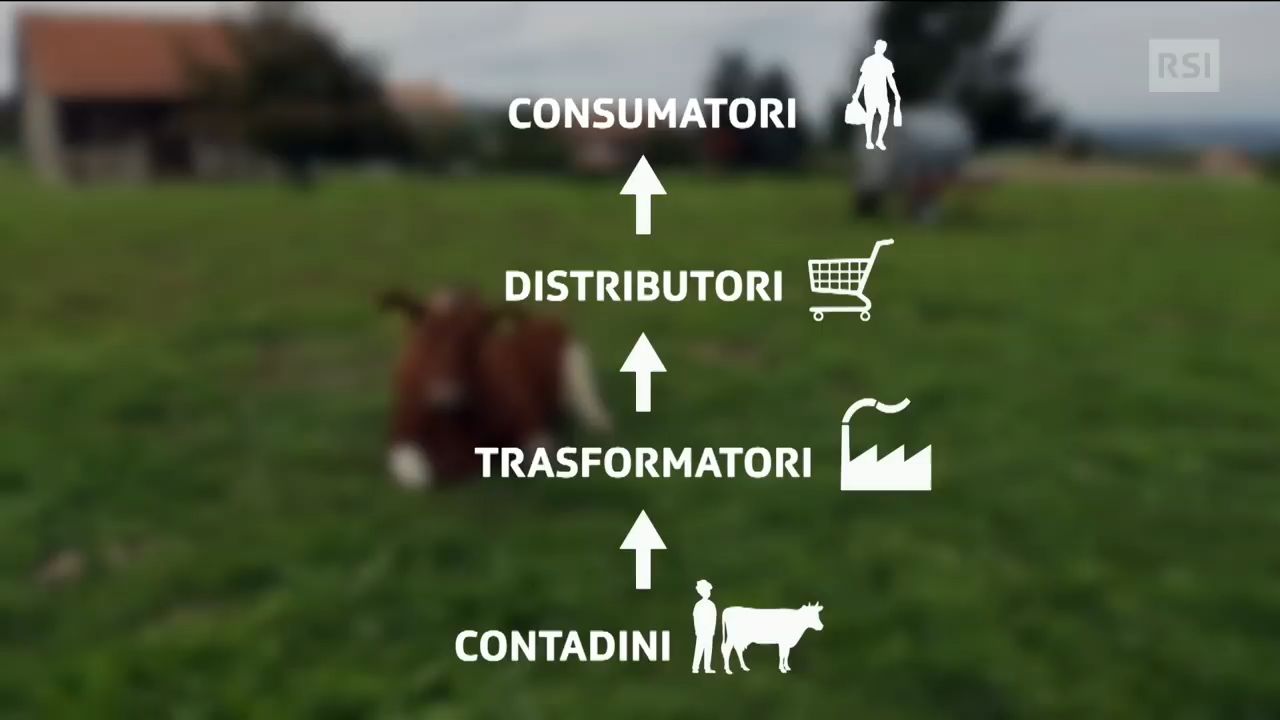 RSI
CONSUMATORI
DISTRIBUTORI
TRASFORMATORI
CONTADINI